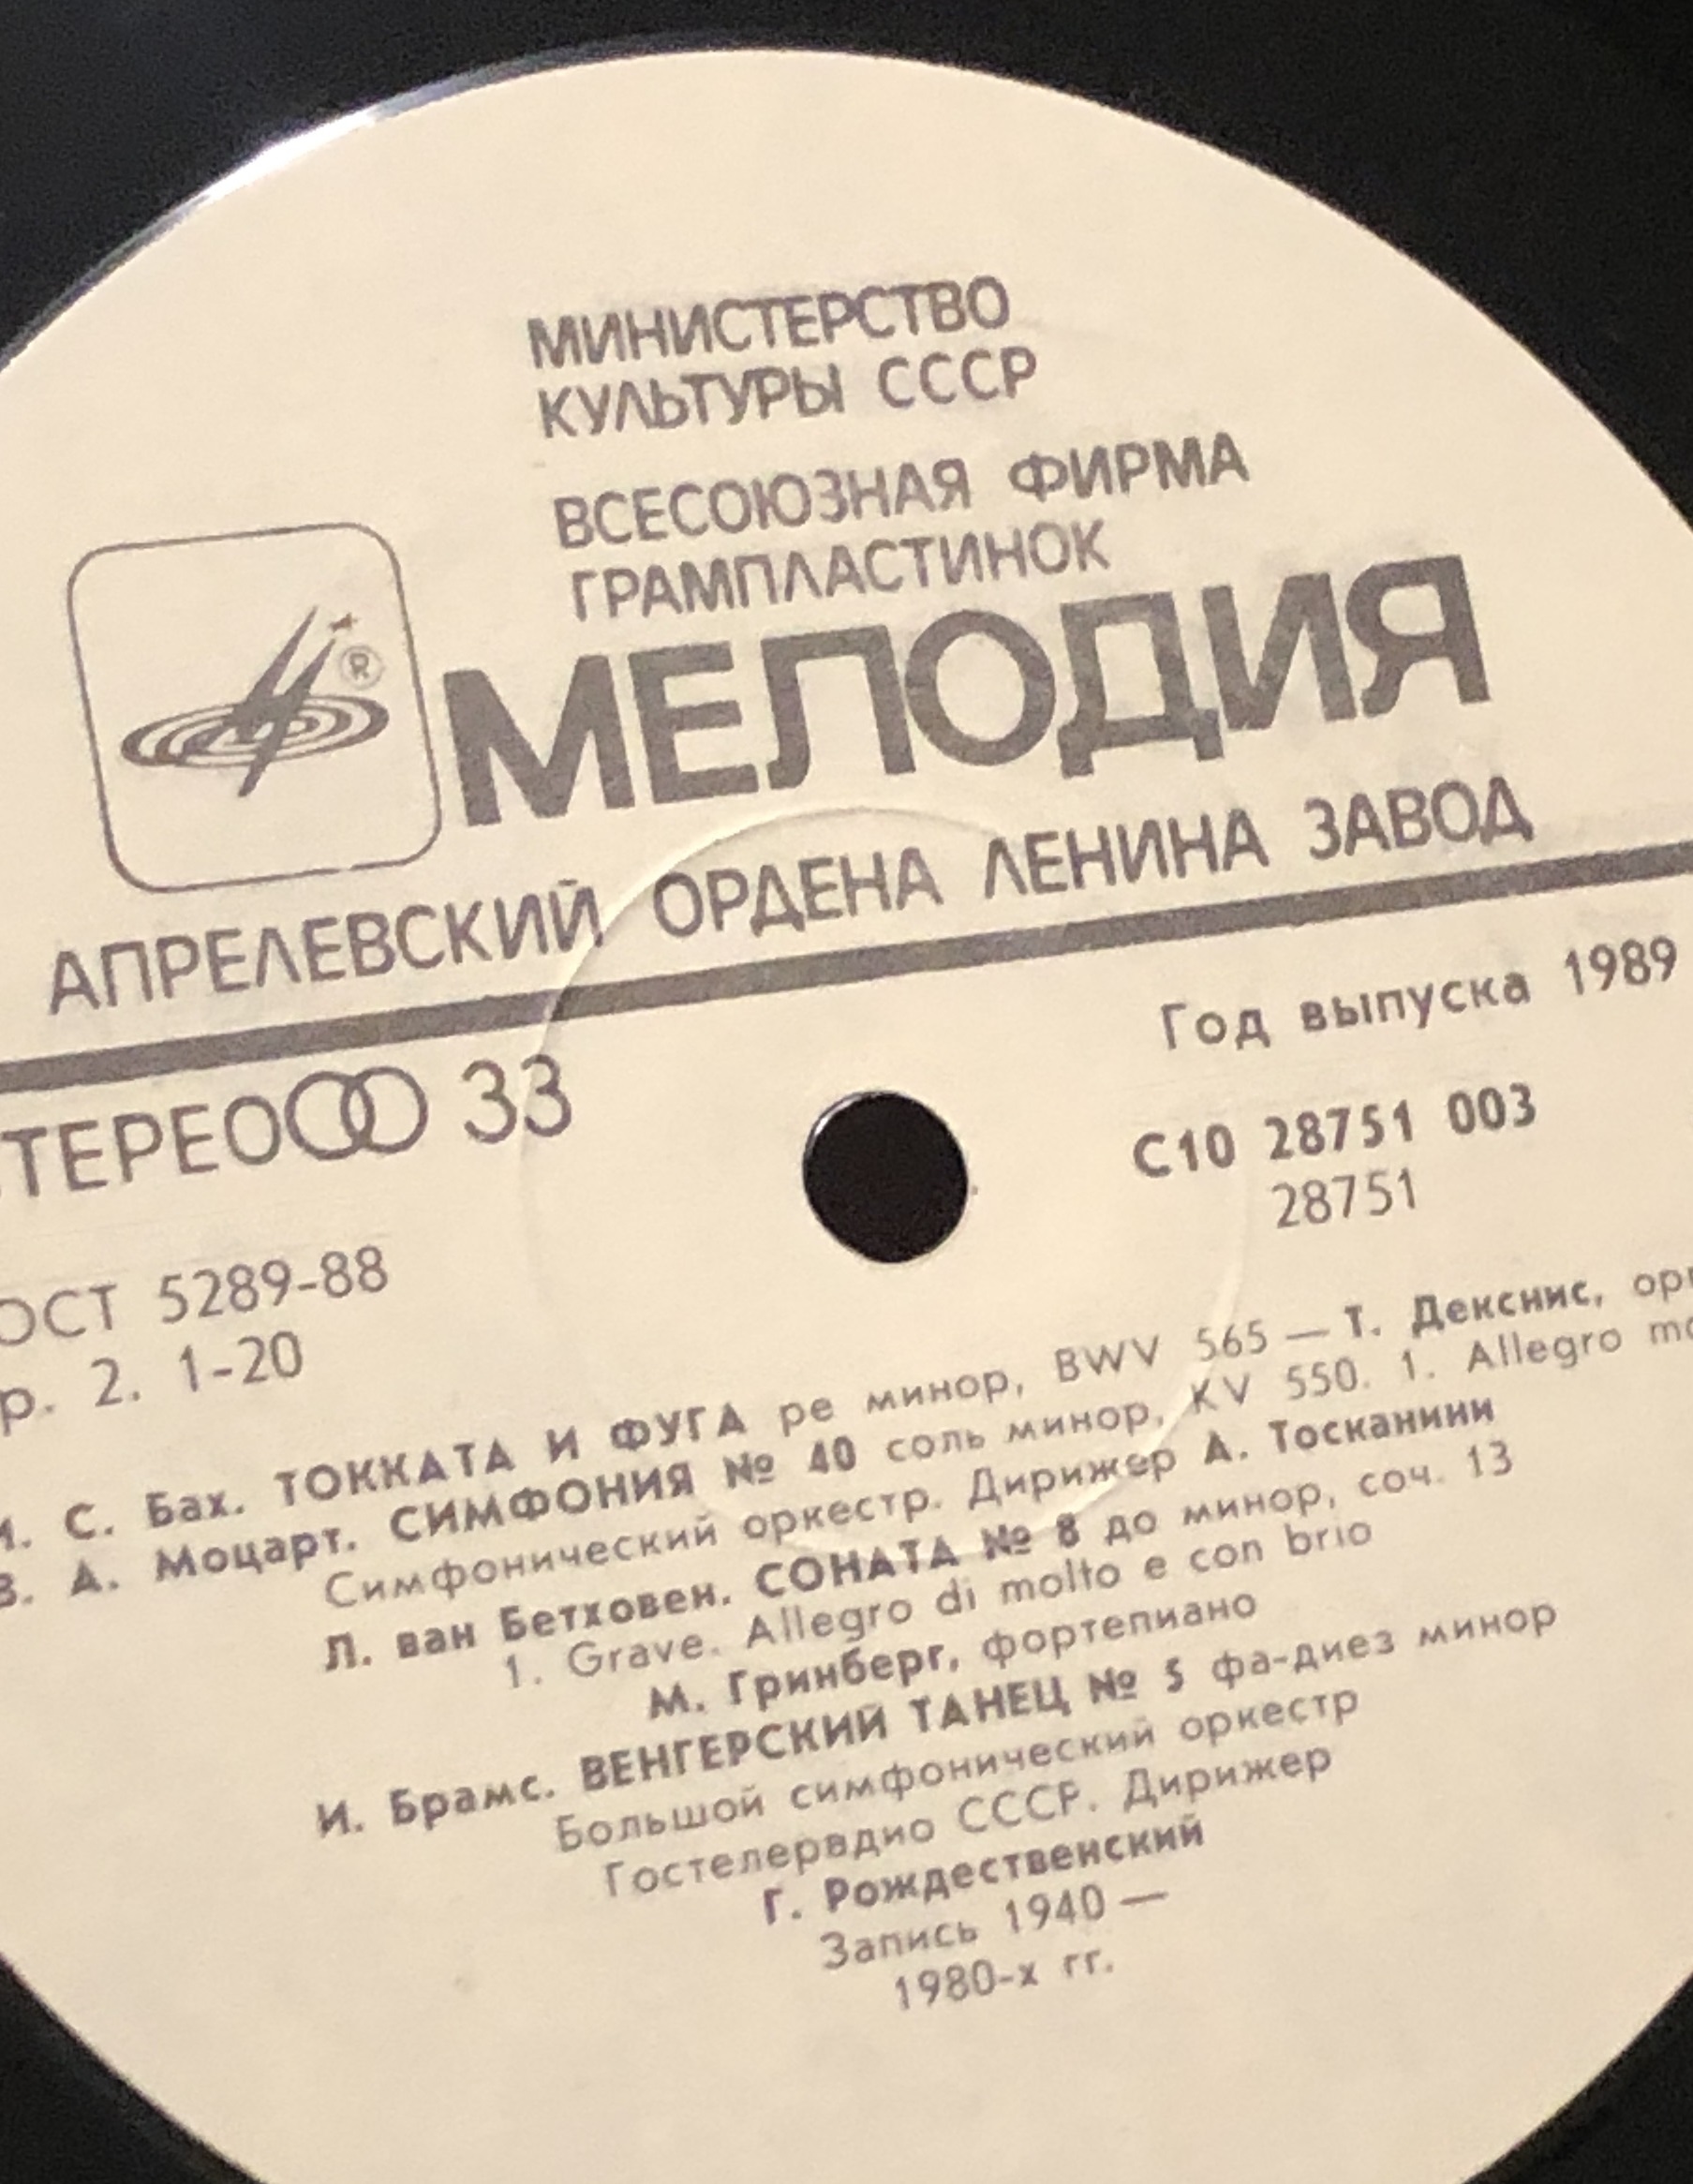 МИНИСТЕРСТВО
КУЛЬТУРЫ СССР
ВСЕСОЮЗНАЯ ФИРМА
ГРАМПЛАСТИНОК
®
МЕЛОДИЯ
АПРЕЛЕВСКИЙ ОРДЕНА ЛЕНИНА ЗАВОД
ТЕРЕО 33
Год выпуска 1989
С10 28751 003
28751
ОСТ 5289-88
р. 2. 1-20
С. Бах. ТОККАТА И ФУГА ре минор, BWV 565 — Т. Декснис, орг
В. А. Моцарт. СИМФОНИЯ № 40 соль минор, KV 550. 1. Allegro mo
Симфонический оркестр. Дирижер А. Тосканини
Л. ван Бетховен. СОНАТА № 8 до минор, соч. 13
1. Grave. Allegro di molto e con brio
М. Гринберг, фортепиано
И. Брамс. ВЕНГЕРСКИЙ ТАНЕЦ № 5 фа-диез минор
Большой симфонический оркестр
Гостелервдио СССР. Дирижер
Г. Рождественский
Запись 1940 —
1980-х гг.